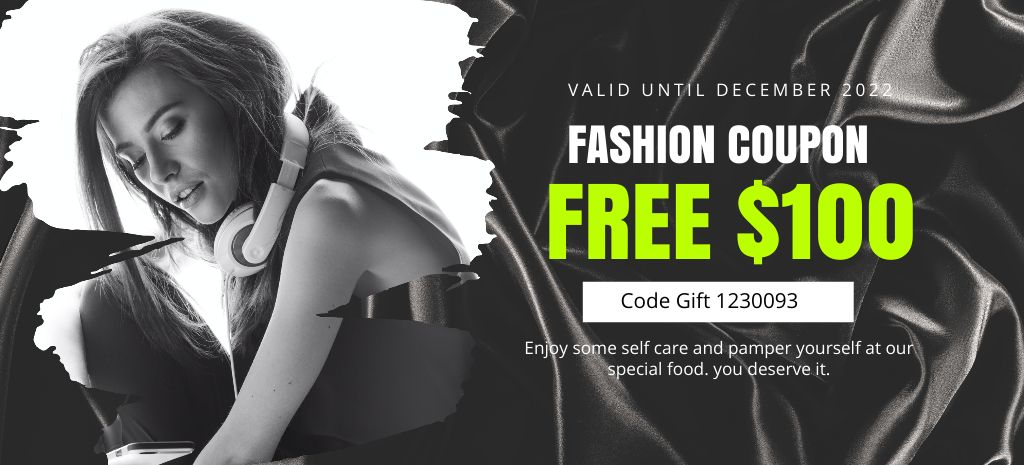 VALID UNTIL DECEMBER 2022
FASHION COUPON
FREE $100
Code Gift 1230093
Enjoy some self care and pamper yourself at our
special food. you deserve it.